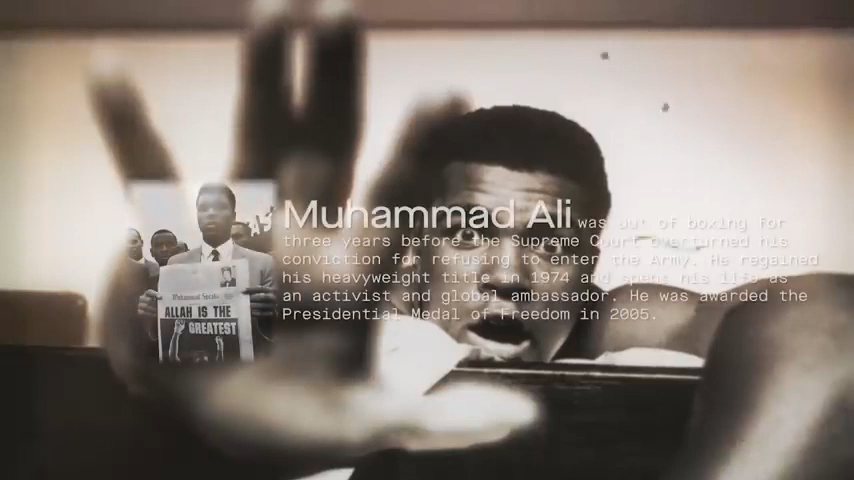 Muhammad Ali was out of boxing for
three years before the Supreme Court overturned his
conviction for refusing to enter the Army. He regained
his heavyweight title in 1974 and opens his life as
an activist and global ambassador. He was awarded the
Presidential Medal of Freedom in 2005.
ALLAH IS THE
GREATEST